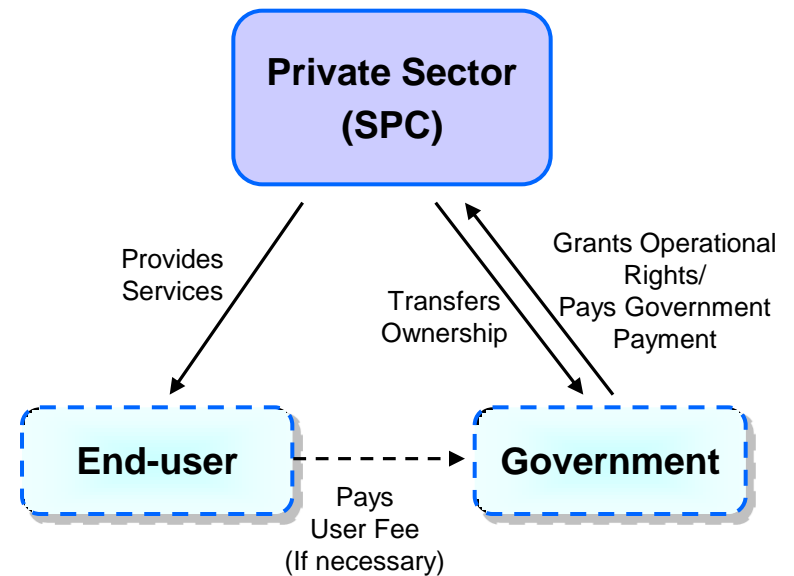 Private Sector
(SPC)
Provides
Services
Transfers
Ownership
Grants Operational
Rights/
Pays Government
Payment
End-user
Government
Pays
User Fee
(If necessary)